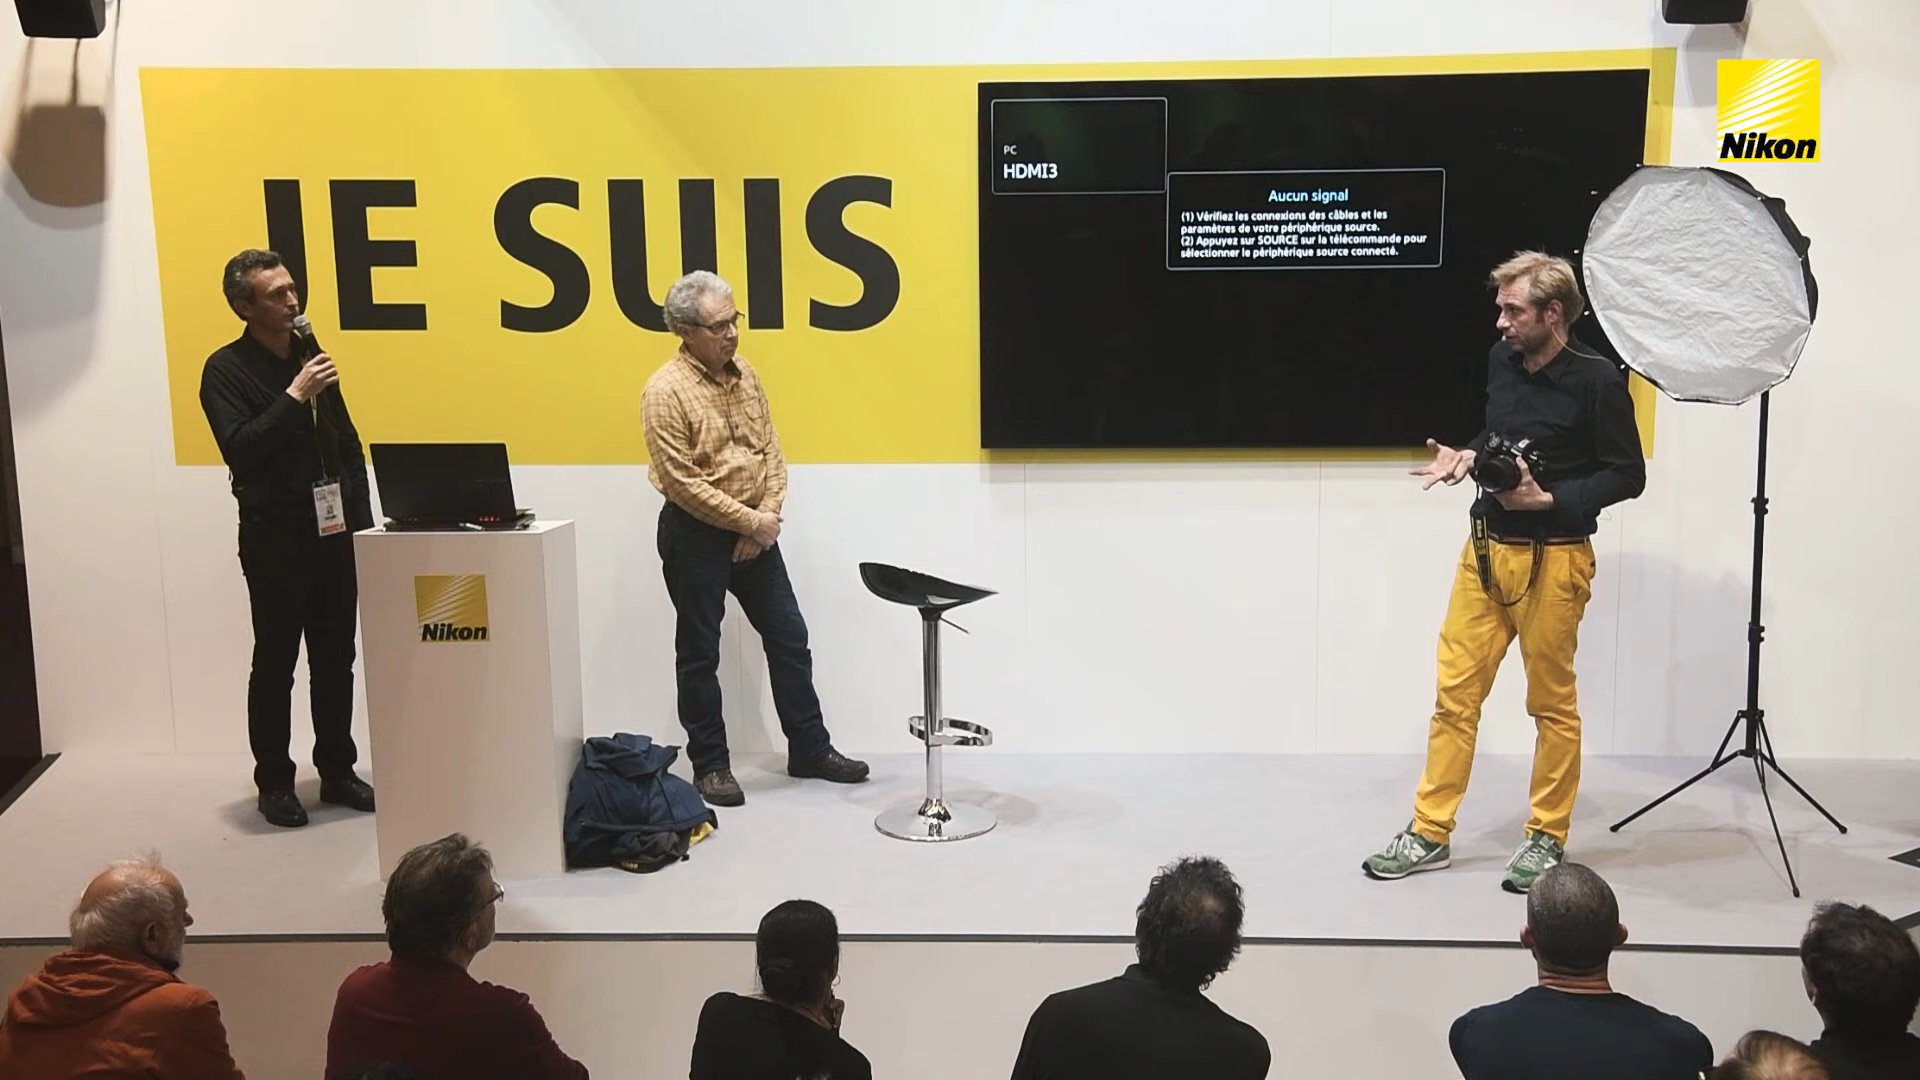 JE SUIS
PC
HDMI3
Aucun signal
(1) Vérifiez les connexions des câbles et les
paramètres de votre périphérique source.
(2) Appuyez sur SOURCE sur la télécommande pour
sélectionner le périphérique source connecté.
Nikon
Nikon